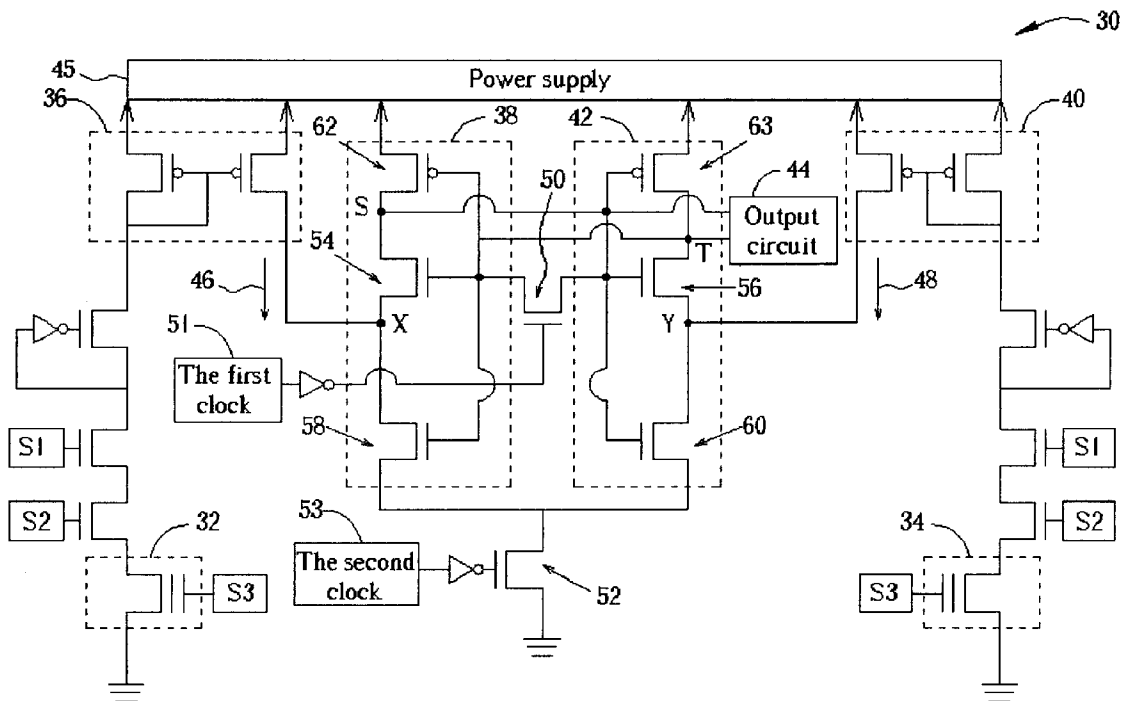 30
45
Power supply
36
62
38
42
63
40
50
44
S
Output
circuit
54
T
46
56
48
X
Y
51
The first
clock
58
60
S1
S1
S2
53
S2
32
34
The second
clock
52
S3
S3